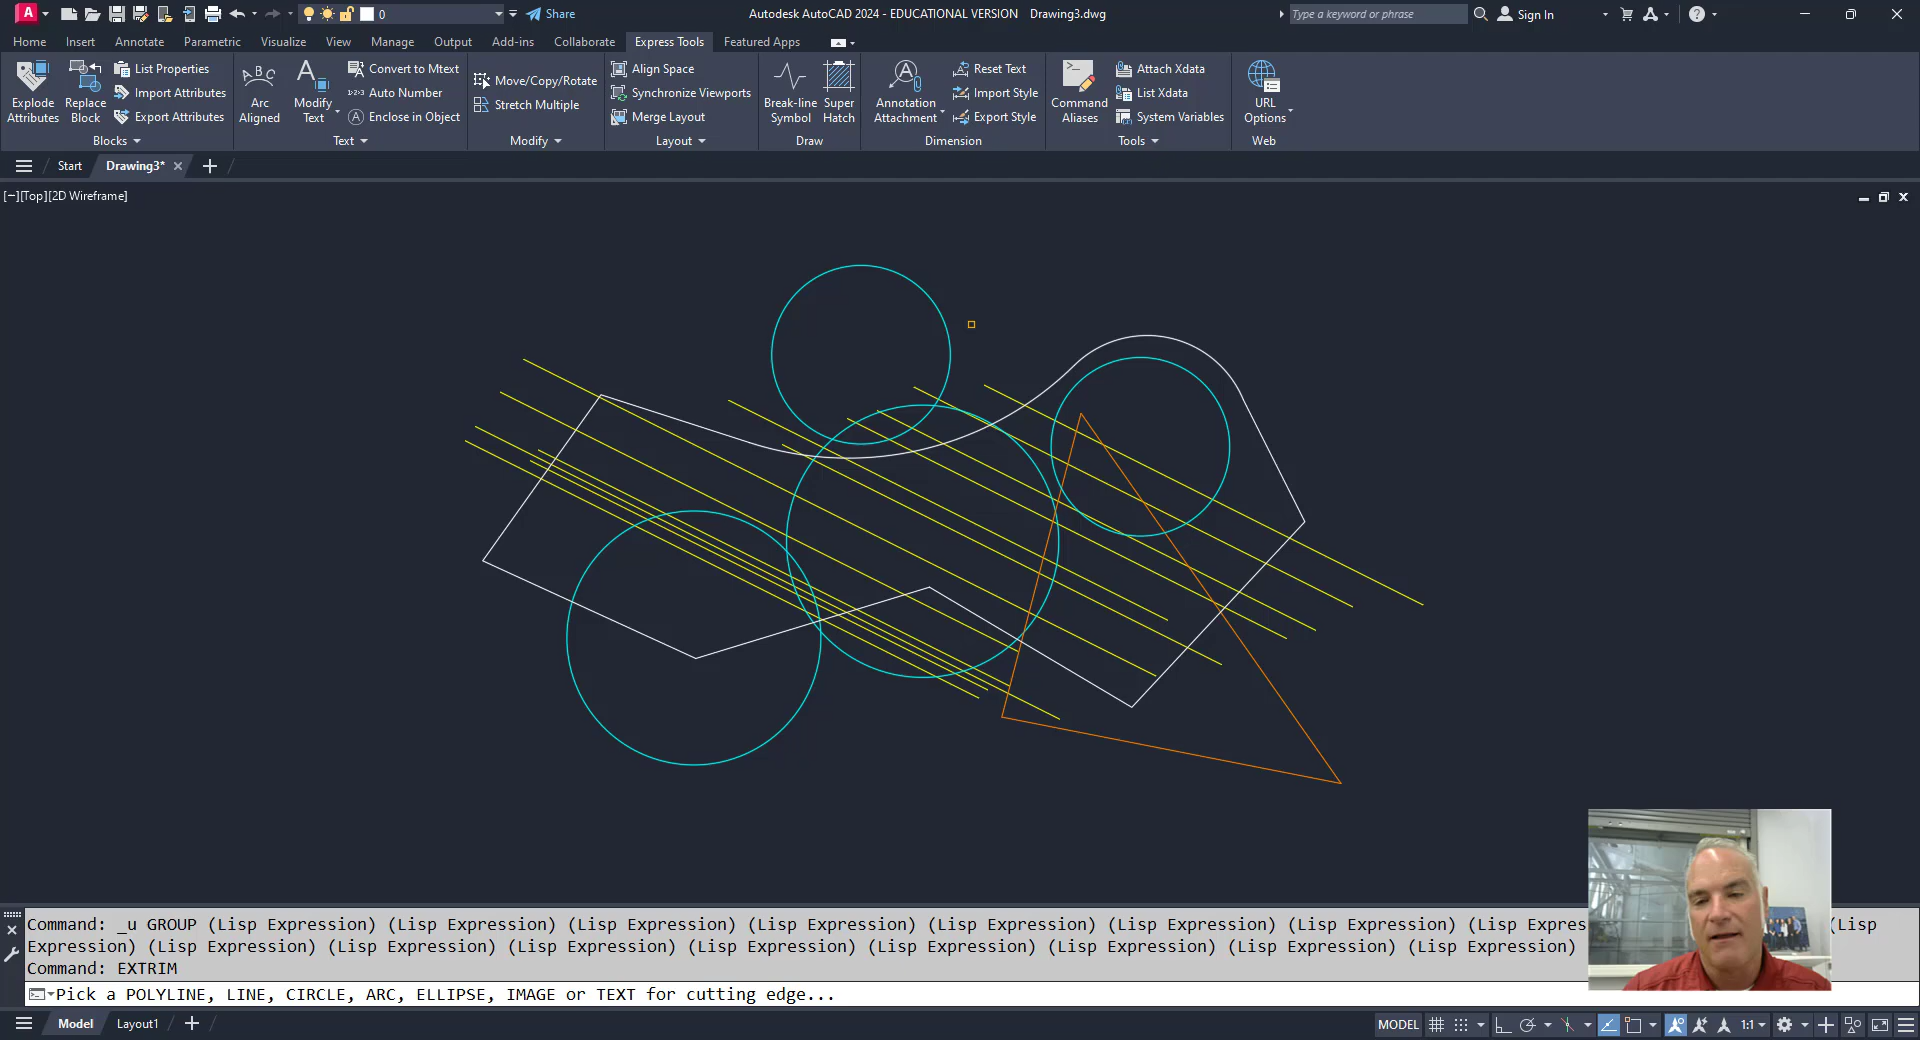 A 0 Share Autodesk AutoCAD 2024 - EDUCATIONAL VERSION Drawing3.dwg Type a keyword or phrase Sign In
Home Insert Annotate Parametric Visualize View Manage Output Add-ins Collaborate Express Tools Featured Apps
Explode Attributes
Replace Block
List Properties
Import Attributes
Export Attributes
Blocks
Arc Aligned
Modify Text
Convert to Mtext
Auto Number
Enclose in Object
Text
Move/Copy/Rotate
Stretch Multiple
Modify
Align Space
Synchronize Viewports
Merge Layout
Layout
Break-line Symbol
Super Hatch
Draw
Annotation Attachment
Reset Text
Import Style
Export Style
Dimension
Command Aliases
Attach Xdata
List Xdata
System Variables
Tools
URL Options
Web
Start Drawing3*
[−][Top][2D Wireframe]
Command: _u GROUP (Lisp Expression) (Lisp Expression) (Lisp Expression) (Lisp Expression) (Lisp Expression) (Lisp Expression) (Lisp Expression) (Lisp Expres (Lisp
Expression) (Lisp Expression) (Lisp Expression) (Lisp Expression) (Lisp Expression) (Lisp Expression) (Lisp Expression) (Lisp Expression) (Lisp Expression)
Command: EXTRIM
Pick a POLYLINE, LINE, CIRCLE, ARC, ELLIPSE, IMAGE or TEXT for cutting edge...
Model Layout1 MODEL 1:1